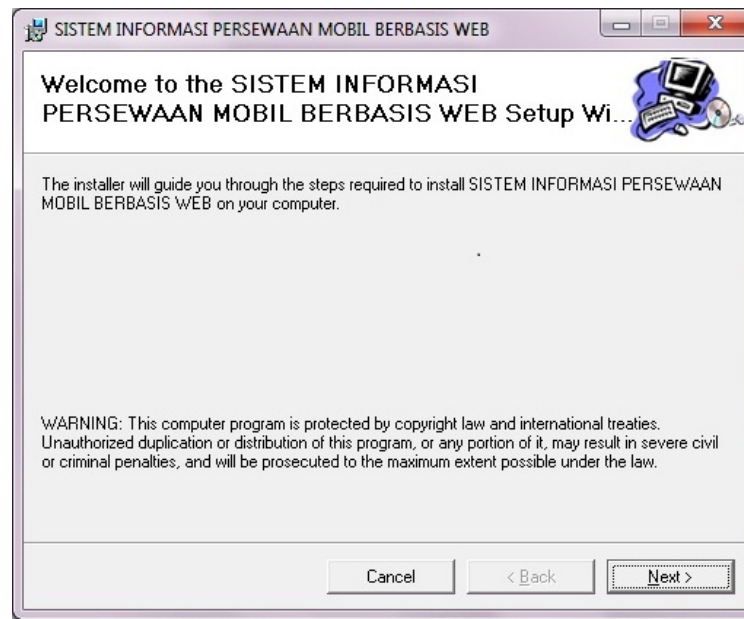 SISTEM INFORMASI PERSEWAAN MOBIL BERBASIS WEB
X
Welcome to the SISTEM INFORMASI
PERSEWAAN MOBIL BERBASIS WEB Setup Wi...
The installer will guide you through the steps required to install SISTEM INFORMASI PERSEWAAN
MOBIL BERBASIS WEB on your computer.
WARNING: This computer program is protected by copyright law and international treaties.
Unauthorized duplication or distribution of this program, or any portion of it, may result in severe civil
or criminal penalties, and will be prosecuted to the maximum extent possible under the law.
Cancel
< Back
Next >